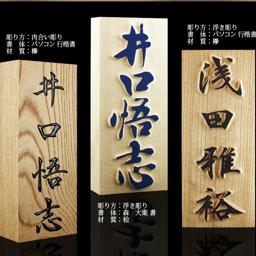 彫り方：肉合い彫り
書　体：パソコン 行楷書
材　質：欅
井口悟志
井口悟志
彫り方：浮き彫り
書　体：森　大衛 書
材　質：松
彫り方：浮き彫り
書　体：パソコン 行楷書
材　質：欅
浅田雅裕